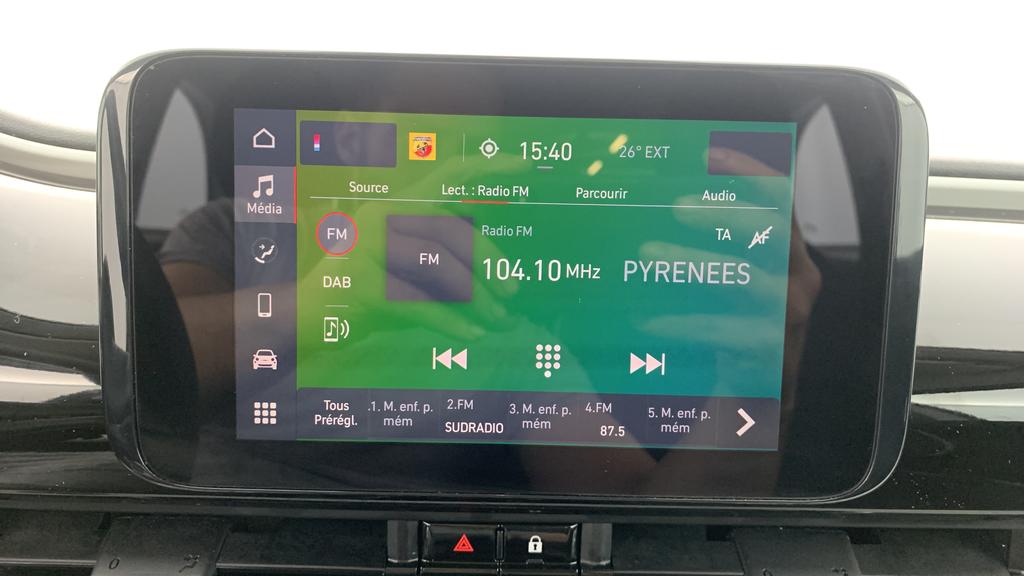 15:40
26° EXT
Source
Lect. : Radio FM
Parcourir
Audio
Média
FM
DAB
FM
Radio FM
104.10 MHz
PYRENEES
TA
AF
Tous
Prérégl.
.1. M. enf. p.
mém
2.FM
SUDRADIO
3. M. enf. p.
mém
4.FM
87.5
5. M. enf. p.
mém